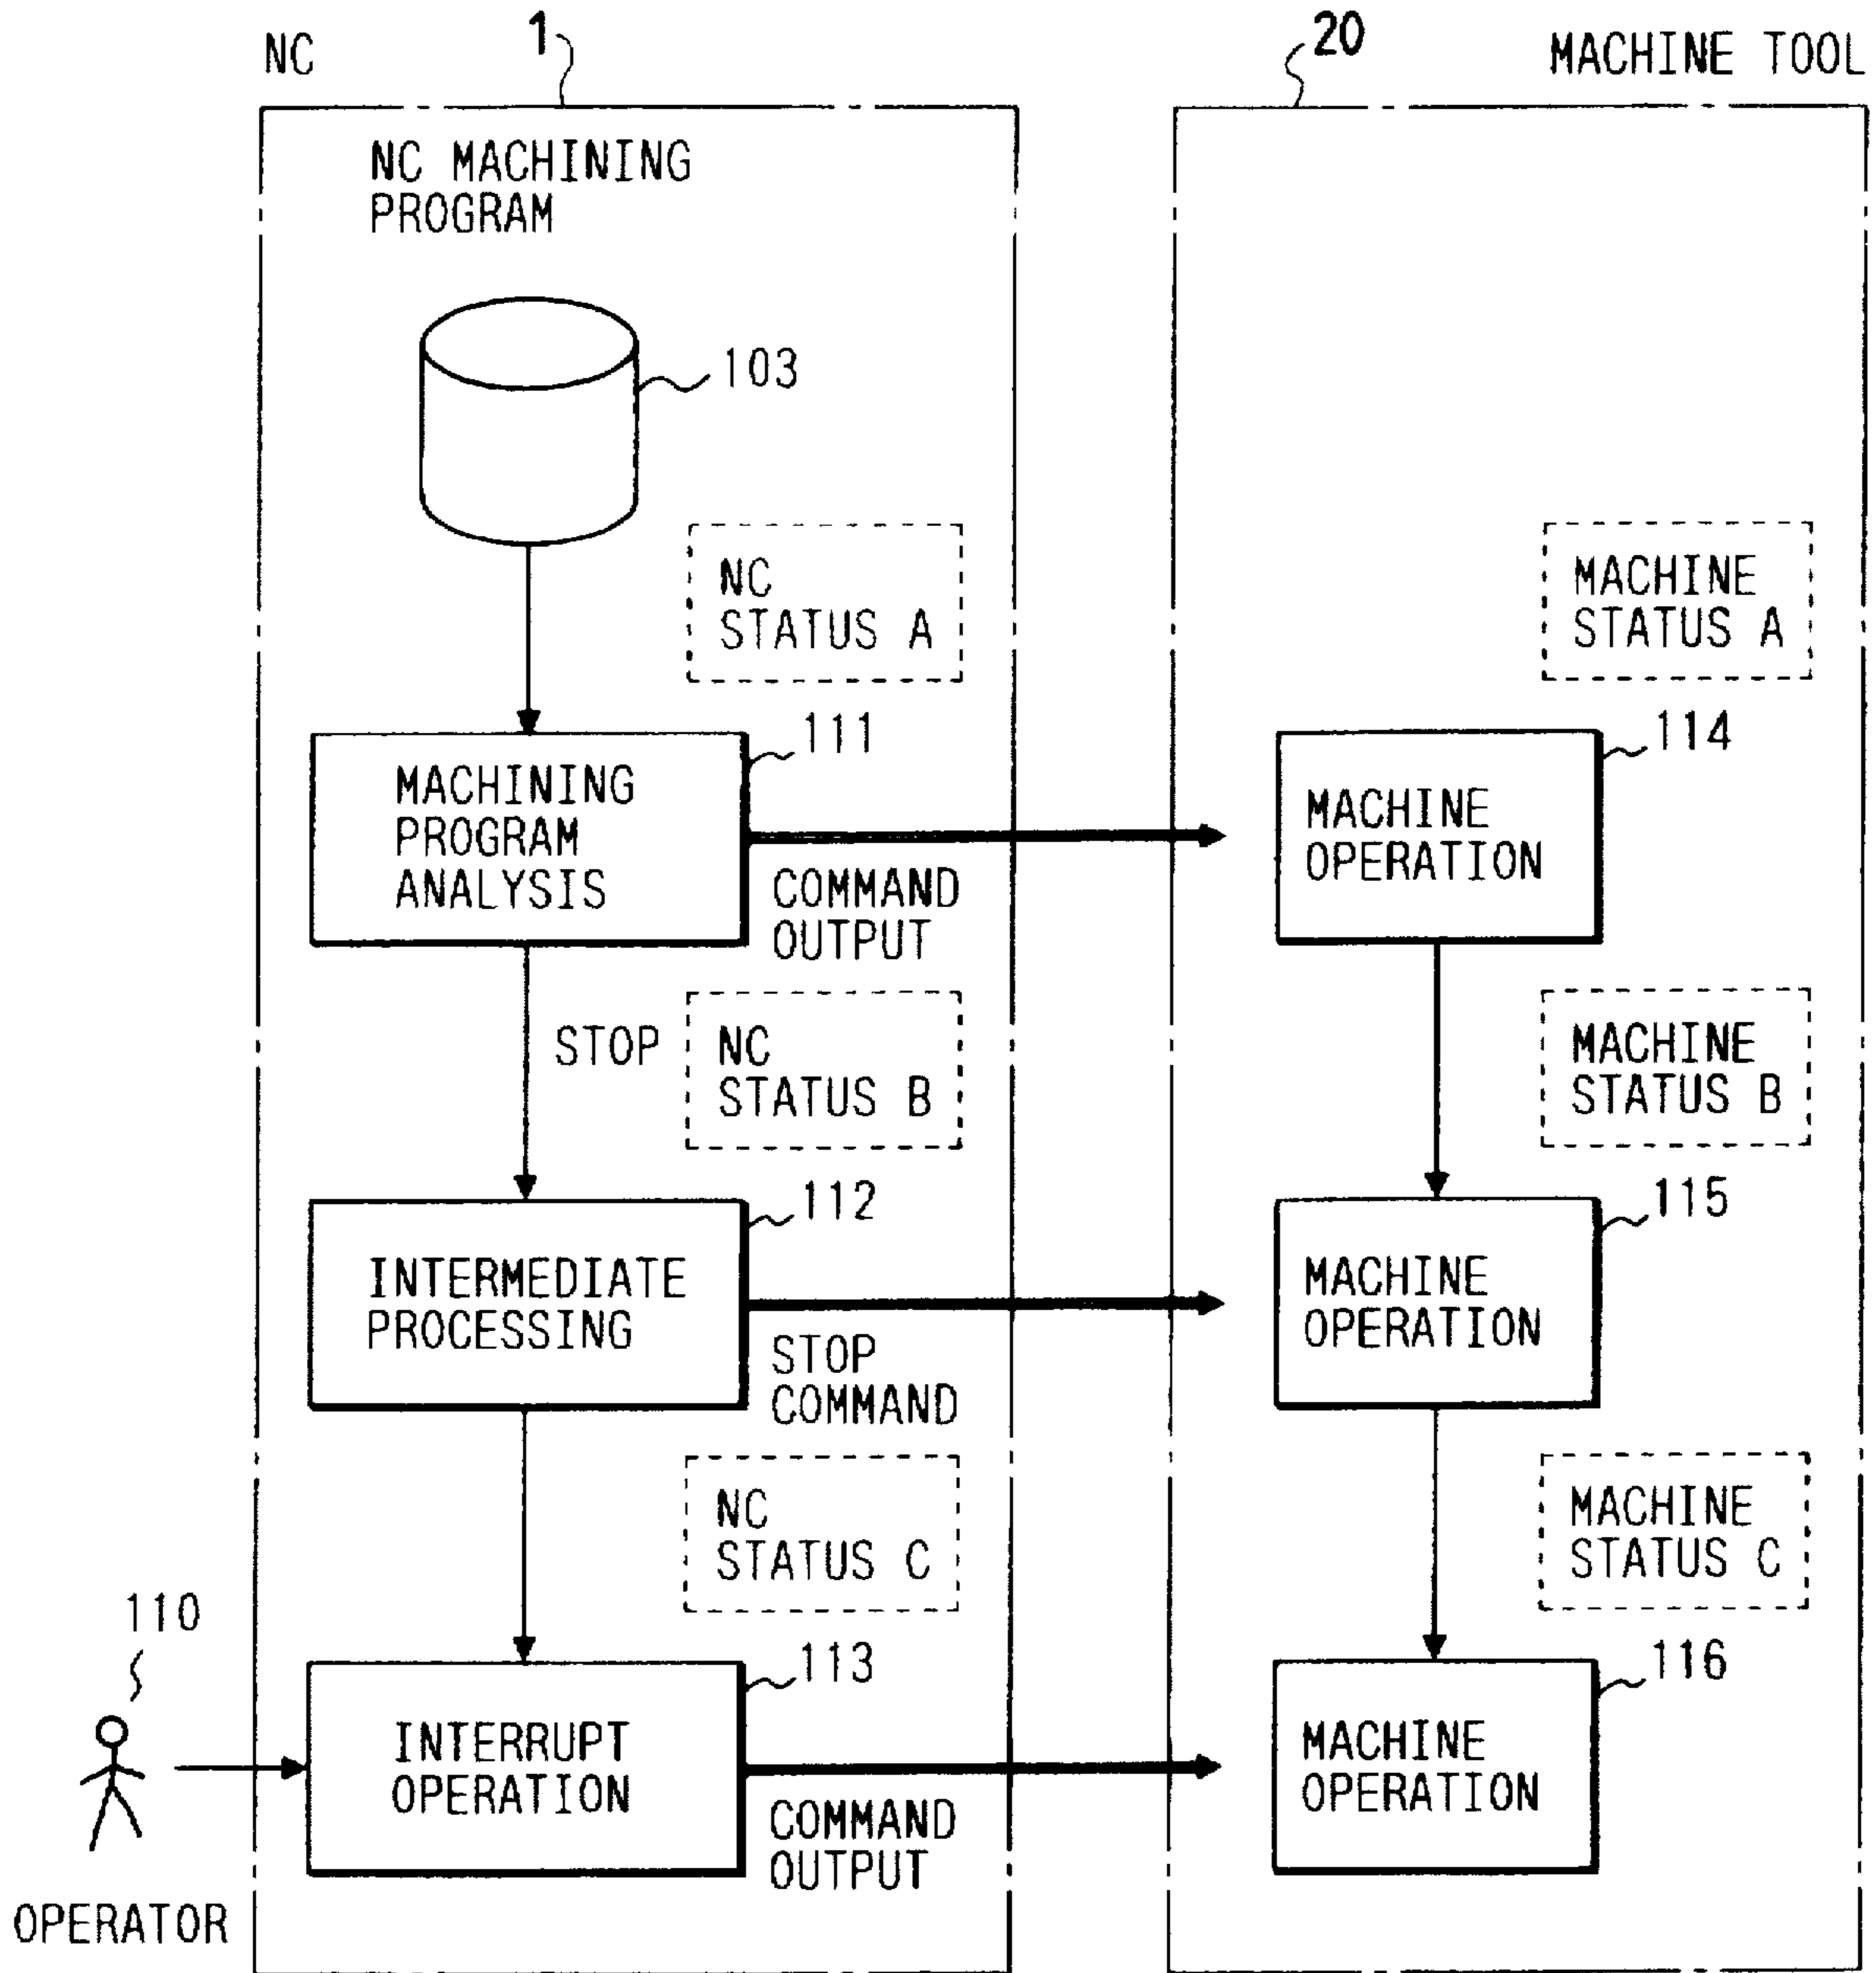 NC
1
20
MACHINE TOOL
NC MACHINING
PROGRAM
103
NC
STATUS A
MACHINE
STATUS A
111
114
MACHINING
PROGRAM
ANALYSIS
MACHINE
OPERATION
COMMAND
OUTPUT
STOP
NC
STATUS B
MACHINE
STATUS B
112
115
INTERMEDIATE
PROCESSING
MACHINE
OPERATION
STOP
COMMAND
NC
STATUS C
MACHINE
STATUS C
110
113
116
INTERRUPT
OPERATION
MACHINE
OPERATION
COMMAND
OUTPUT
OPERATOR